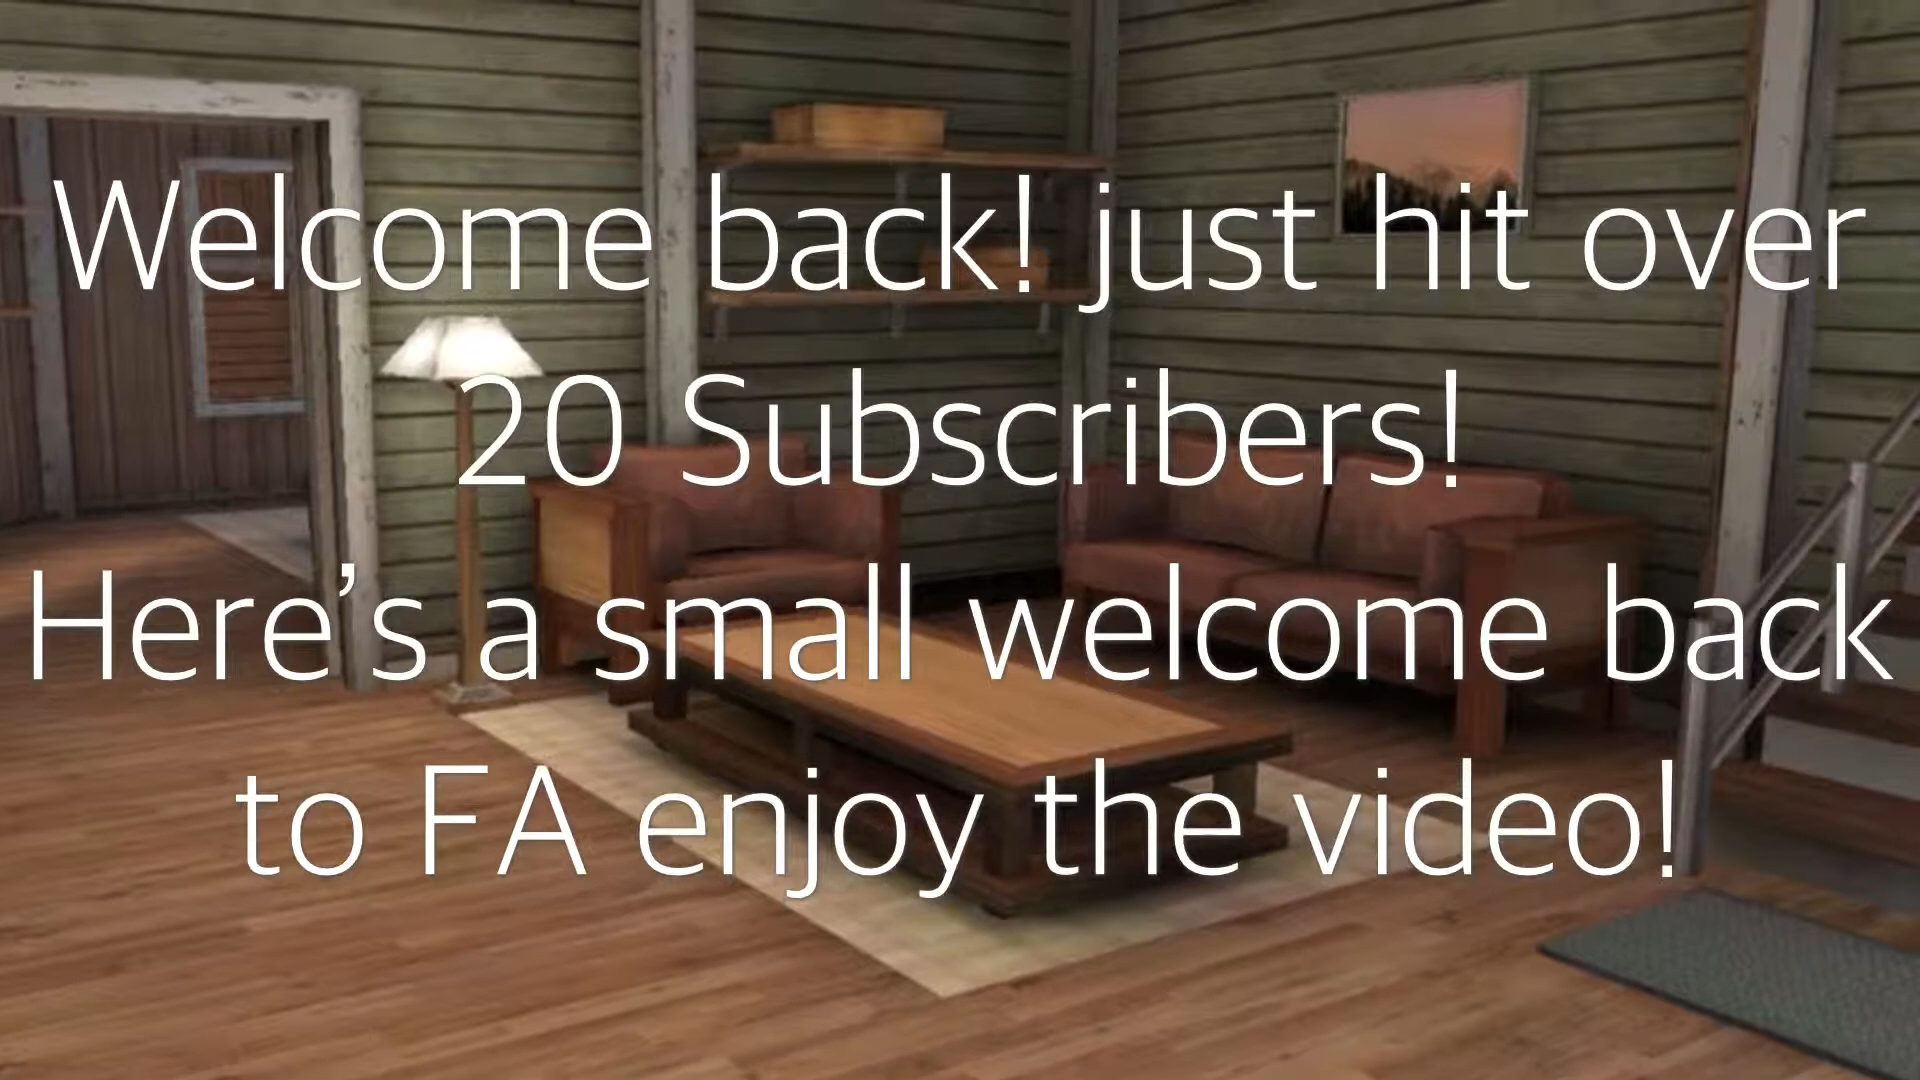 Welcome back! just hit over
20 Subscribers!
Here’s a small welcome back
to FA enjoy the video!